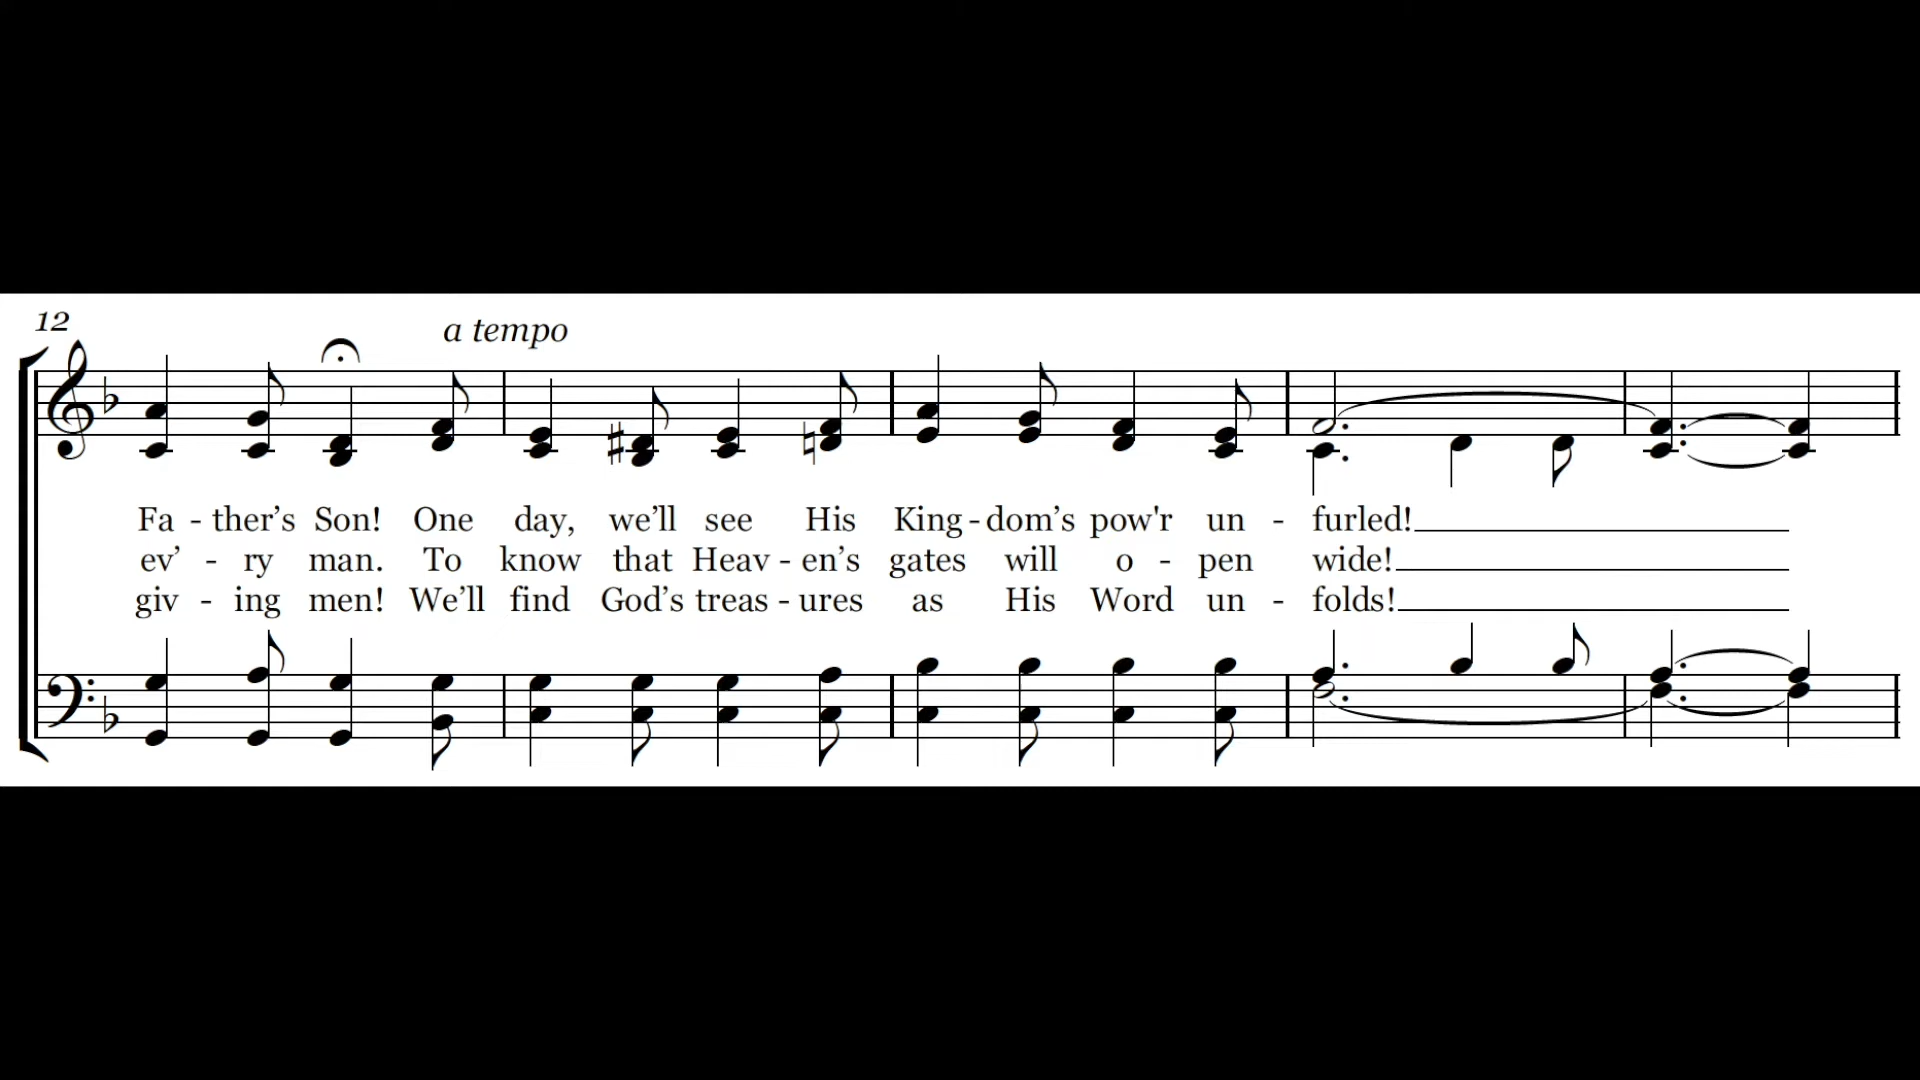 12
a tempo
Fa - ther’s Son! One day, we’ll see His King - dom’s pow'r un - furled!
ev’ - ry man. To know that Heav - en’s gates will o - pen wide!
giv - ing men! We’ll find God’s treas - ures as His Word un - folds!